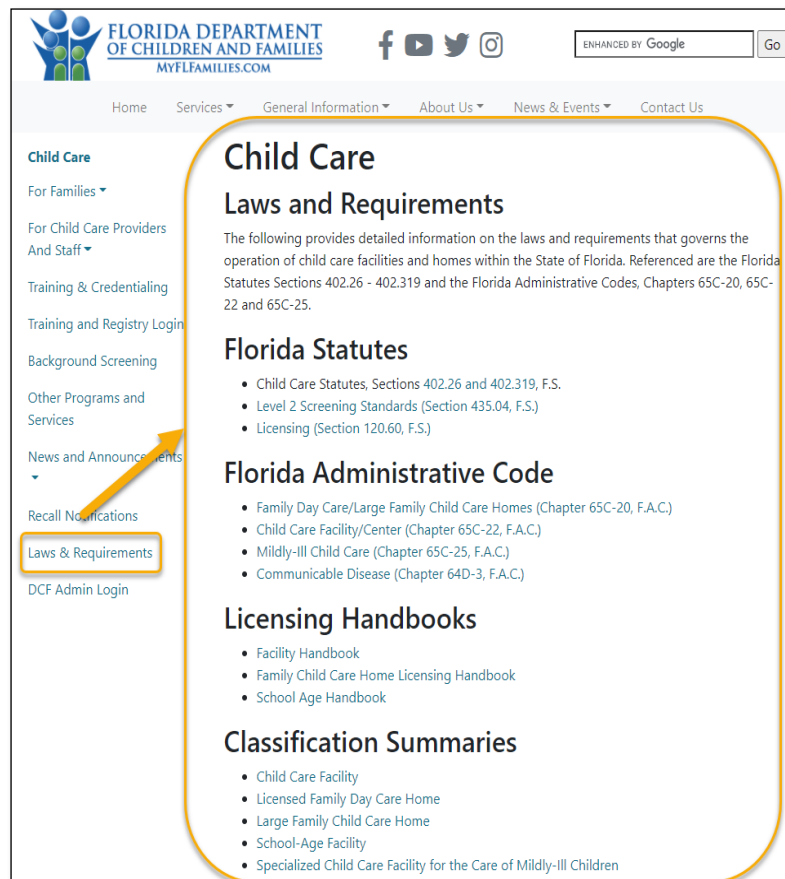 FLORIDA DEPARTMENT
OF CHILDREN AND FAMILIES
MYFLFAMILIES.COM
ENHANCED BY Google
Go
Home Services General Information About Us News & Events Contact Us
Child Care
For Families
For Child Care Providers
And Staff
Training & Credentialing
Training and Registry Login
Background Screening
Other Programs and
Services
News and Announcements
Recall Notifications
Laws & Requirements
DCF Admin Login
Child Care
Laws and Requirements
The following provides detailed information on the laws and requirements that governs the
operation of child care facilities and homes within the State of Florida. Referenced are the Florida
Statutes Sections 402.26 - 402.319 and the Florida Administrative Codes, Chapters 65C-20, 65C-
22 and 65C-25.
Florida Statutes
• Child Care Statutes, Sections 402.26 and 402.319, F.S.
• Level 2 Screening Standards (Section 435.04, F.S.)
• Licensing (Section 120.60, F.S.)
Florida Administrative Code
• Family Day Care/Large Family Child Care Homes (Chapter 65C-20, F.A.C.)
• Child Care Facility/Center (Chapter 65C-22, F.A.C.)
• Mildly-Ill Child Care (Chapter 65C-25, F.A.C.)
• Communicable Disease (Chapter 64D-3, F.A.C.)
Licensing Handbooks
• Facility Handbook
• Family Child Care Home Licensing Handbook
• School Age Handbook
Classification Summaries
• Child Care Facility
• Licensed Family Day Care Home
• Large Family Child Care Home
• School-Age Facility
• Specialized Child Care Facility for the Care of Mildly-Ill Children